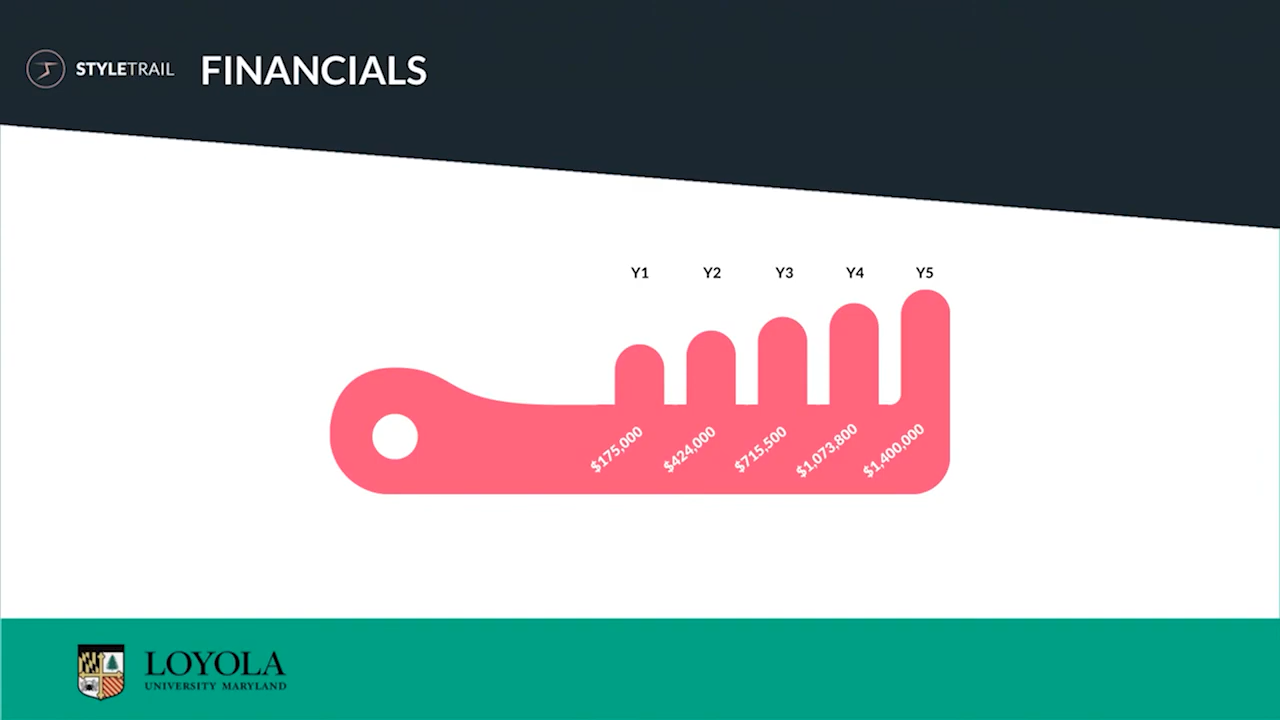 STYLETRAIL FINANCIALS
Y1 Y2 Y3 Y4 Y5
$175,000 $424,000 $715,500 $1,073,800 $1,400,000
LOYOLA
UNIVERSITY MARYLAND